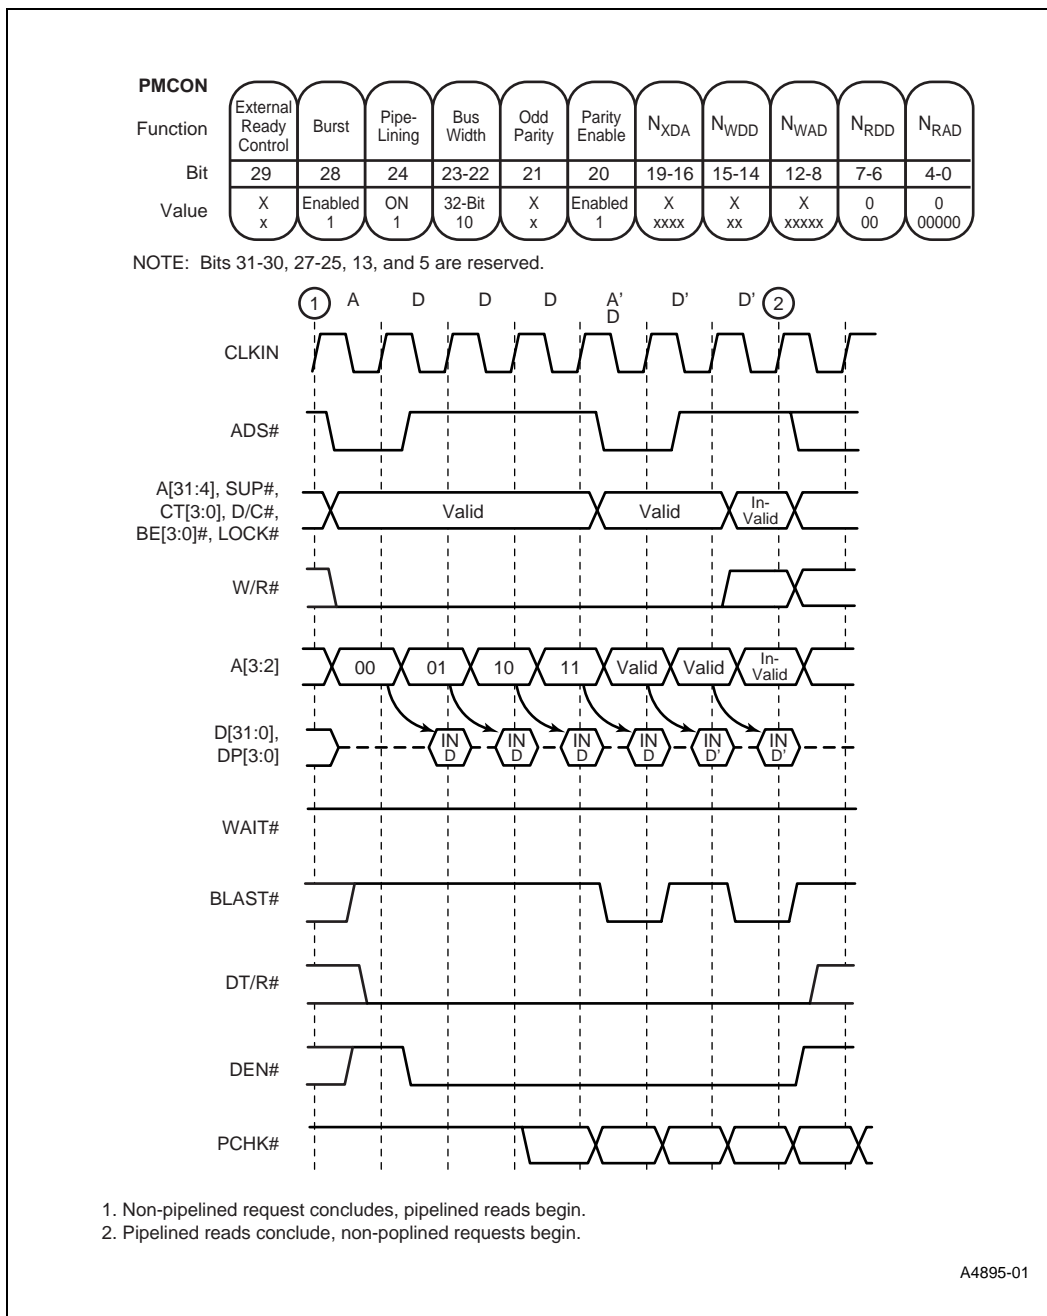 PMCON
Function External Ready Control Burst Pipe-Lining Bus Width Odd Parity Parity Enable NXDA NWDD NWAD NRDD NRAD
Bit 29 28 24 23-22 21 20 19-16 15-14 12-8 7-6 4-0
Value X Enabled ON 32-Bit X Enabled X X X 0 0
x 1 1 10 x 1 xxxx xx xxxxx 00 00000
NOTE: Bits 31-30, 27-25, 13, and 5 are reserved.
1 A D D D A' D' D' 2
D
CLKIN
ADS#
A[31:4], SUP#,
CT[3:0], D/C#,
BE[3:0]#, LOCK#
Valid Valid In-
Valid
W/R#
A[3:2] 00 01 10 11 Valid Valid In-
Valid
D[31:0],
DP[3:0]
IN IN IN IN IN IN
D D D D D' D'
WAIT#
BLAST#
DT/R#
DEN#
PCHK#
1. Non-pipelined request concludes, pipelined reads begin.
2. Pipelined reads conclude, non-poplined requests begin.
A4895-01